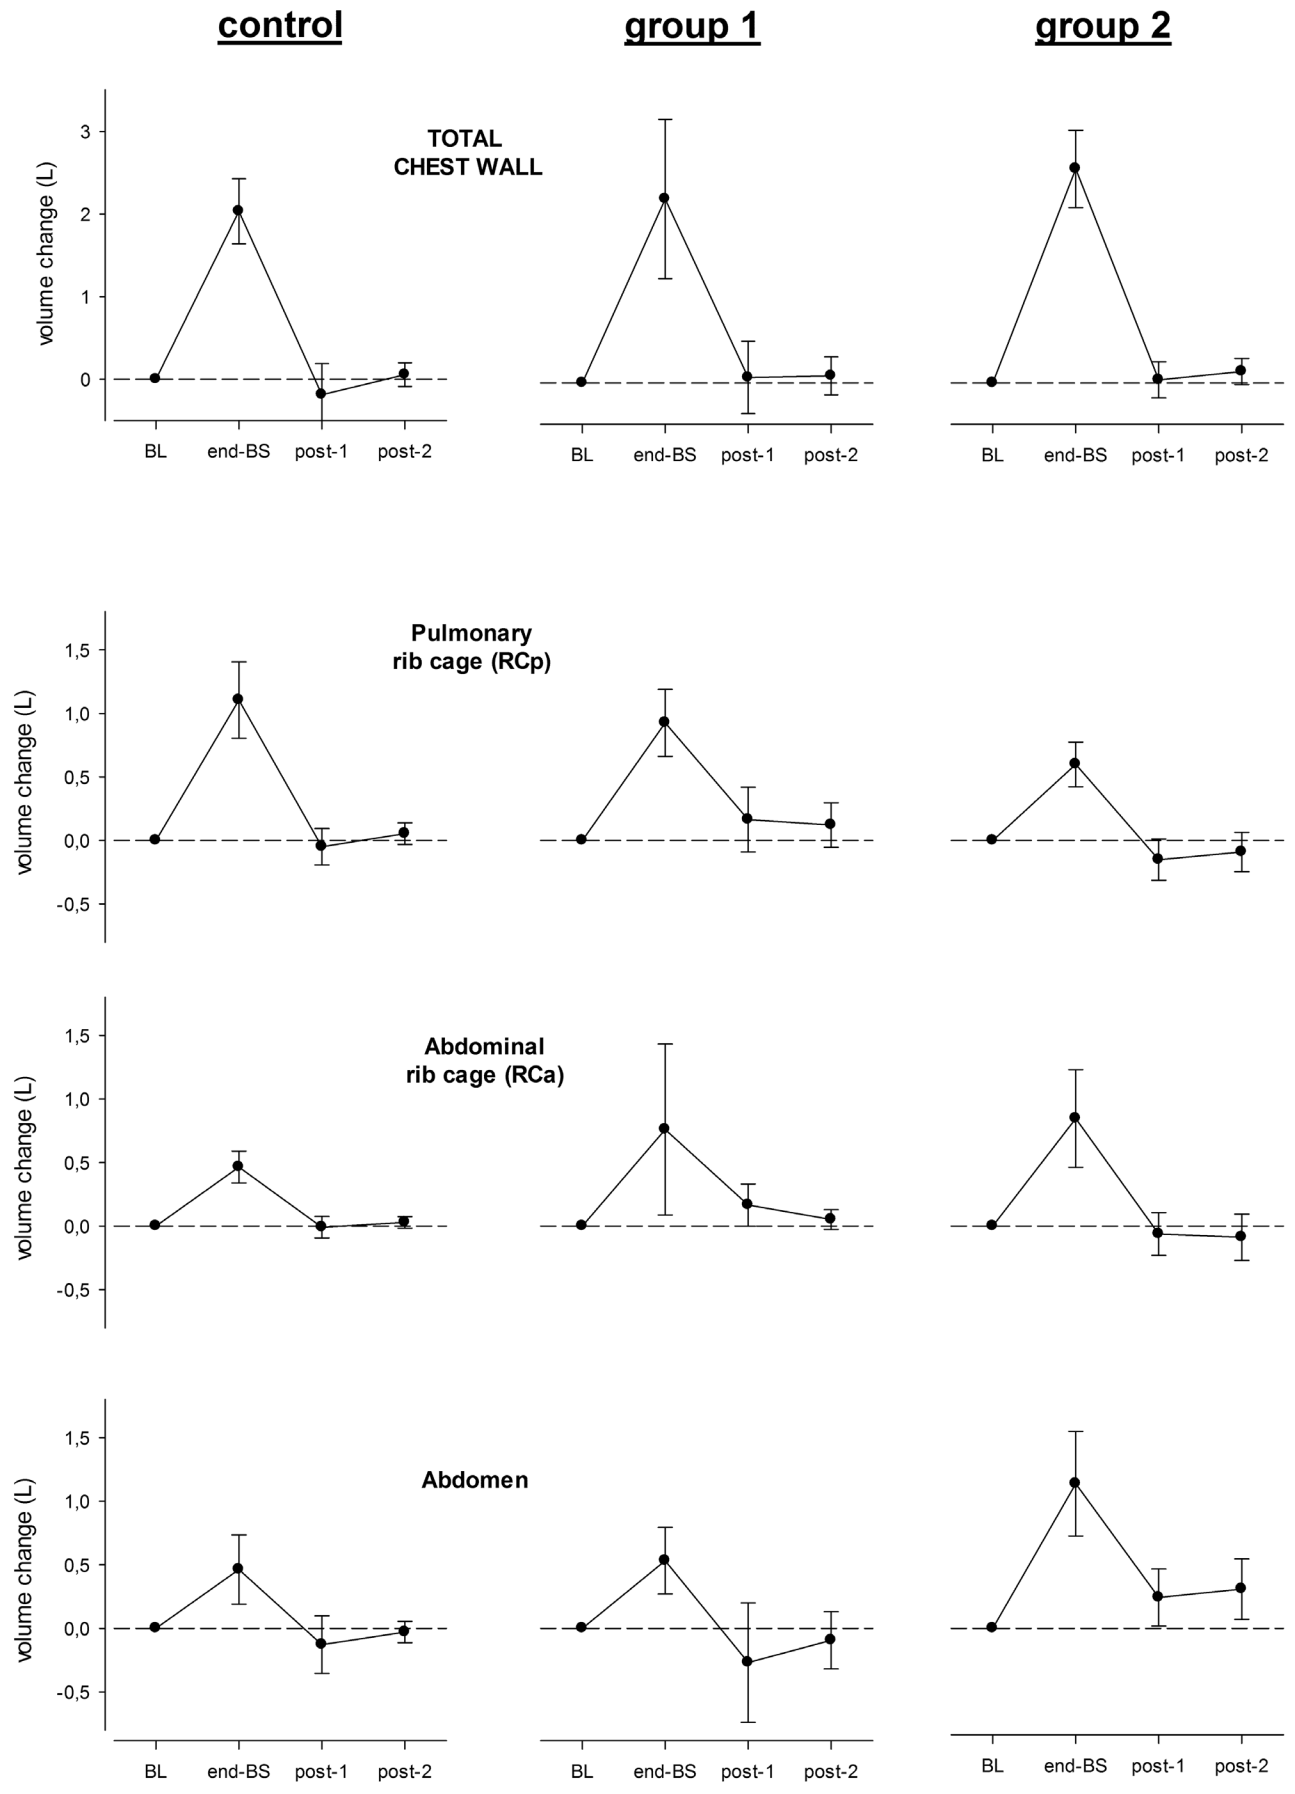 control group 1 group 2
TOTAL
CHEST WALL
volume change (L)
3
2
1
0
BL end-BS post-1 post-2 BL end-BS post-1 post-2 BL end-BS post-1 post-2
Pulmonary
rib cage (RCp)
volume change (L)
1,5
1,0
0,5
0,0
-0,5
Abdominal
rib cage (RCa)
volume change (L)
1,5
1,0
0,5
0,0
-0,5
Abdomen
volume change (L)
1,5
1,0
0,5
0,0
-0,5
BL end-BS post-1 post-2 BL end-BS post-1 post-2 BL end-BS post-1 post-2